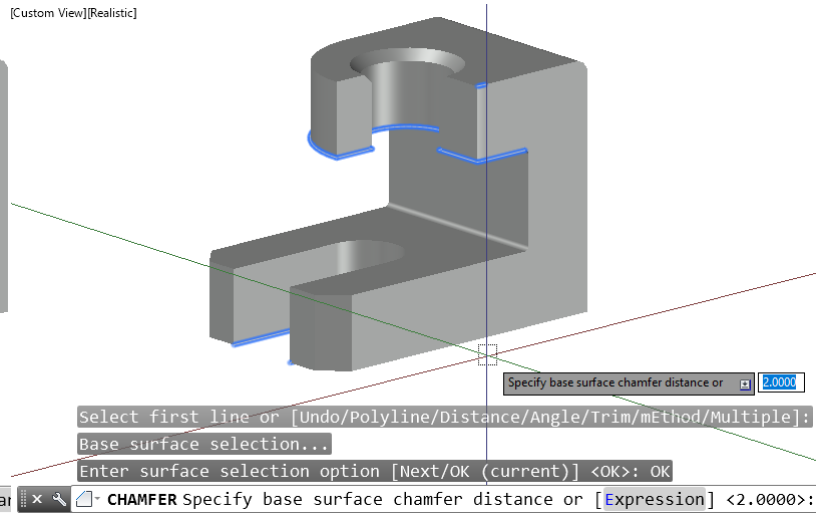 [Custom View][Realistic]
Specify base surface chamfer distance or 2.0000
Select first line or [Undo/Polyline/Distance/Angle/Trim/mEthod/Multiple]:
Base surface selection...
Enter surface selection option [Next/OK (current)] <OK>: OK
CHAMFER Specify base surface chamfer distance or [Expression] <2.0000>: